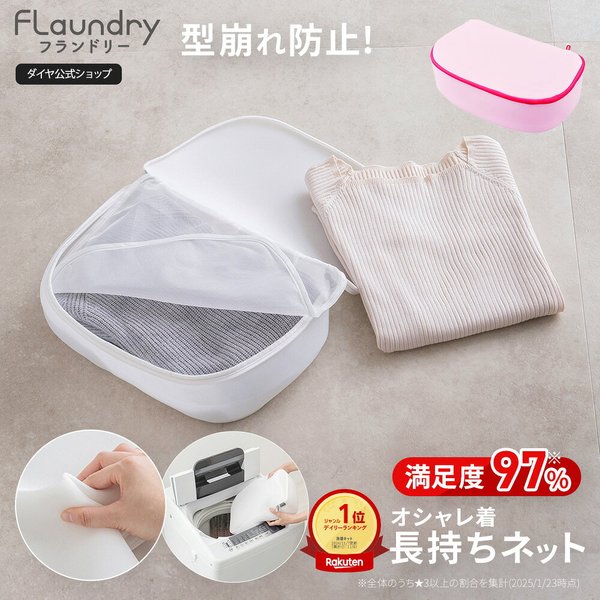 FLaundry
フランドリー
ダイヤ公式ショップ
型崩れ防止!
満足度 97%※
オシャレ着
長持ちネット
ジャンル
1位
デイリーランキング
Rakuten
※全体のうち★3以上の割合を集計(2025/1/23時点)